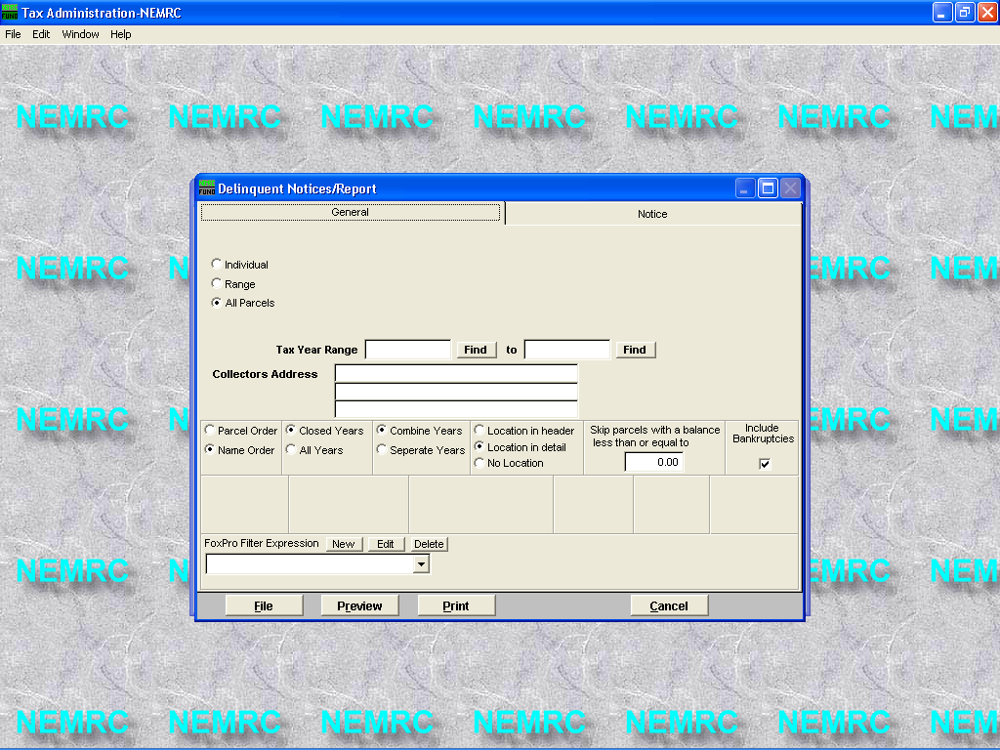 Tax Administration-NEMRC
File Edit Window Help
NEMRC NEMRC NEMRC NEMRC NEMRC NEMRC NEM
FUND Delinquent Notices/Report
General Notice
NEMRC N EMRC NEM
Individual
Range
All Parcels
Tax Year Range Find to Find
Collectors Address
NEMRC N EMRC NEM
Parcel Order Closed Years Combine Years Location in header Skip parcels with a balance less than or equal to Include Bankruptcies
Name Order All Years Seperate Years Location in detail 0.00
No Location
FoxPro Filter Expression New Edit Delete
NEMRC N EMRC NEM
File Preview Print Cancel
NEMRC NEMRC NEMRC NEMRC NEMRC NEMRC NEM